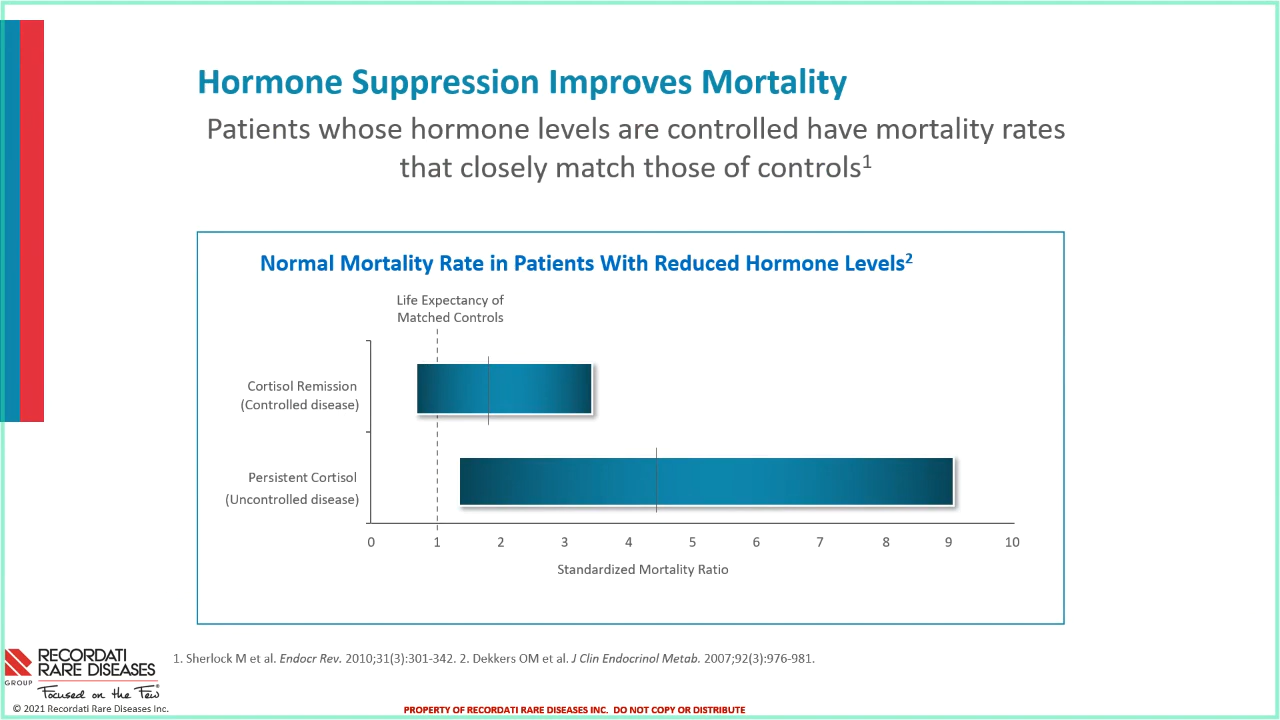 Hormone Suppression Improves Mortality
Patients whose hormone levels are controlled have mortality rates
that closely match those of controls1
Normal Mortality Rate in Patients With Reduced Hormone Levels2
Life Expectancy of
Matched Controls
Cortisol Remission
(Controlled disease)
Persistent Cortisol
(Uncontrolled disease)
0 1 2 3 4 5 6 7 8 9 10
Standardized Mortality Ratio
1. Sherlock M et al. Endocr Rev. 2010;31(3):301-342. 2. Dekkers OM et al. J Clin Endocrinol Metab. 2007;92(3):976-981.
RECORDATI
RARE DISEASES
GROUP
Focused on the Few®
© 2021 Recordati Rare Diseases Inc.
PROPERTY OF RECORDATI RARE DISEASES INC. DO NOT COPY OR DISTRIBUTE